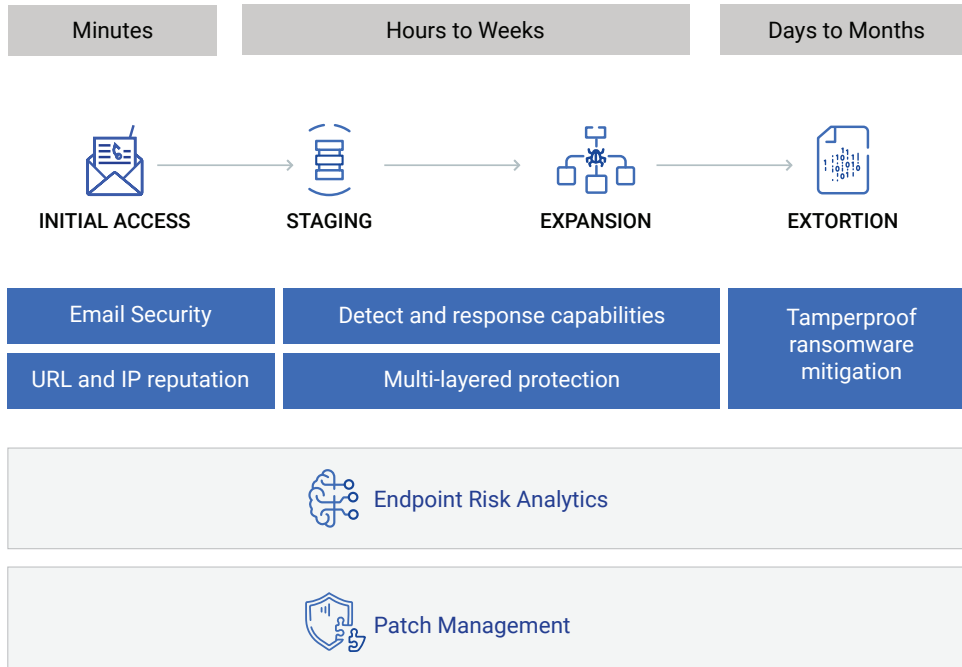 Minutes
Hours to Weeks
Days to Months
INITIAL ACCESS
STAGING
EXPANSION
EXTORTION
Email Security
Detect and response capabilities
Tamperproof
ransomware
mitigation
URL and IP reputation
Multi-layered protection
Endpoint Risk Analytics
Patch Management